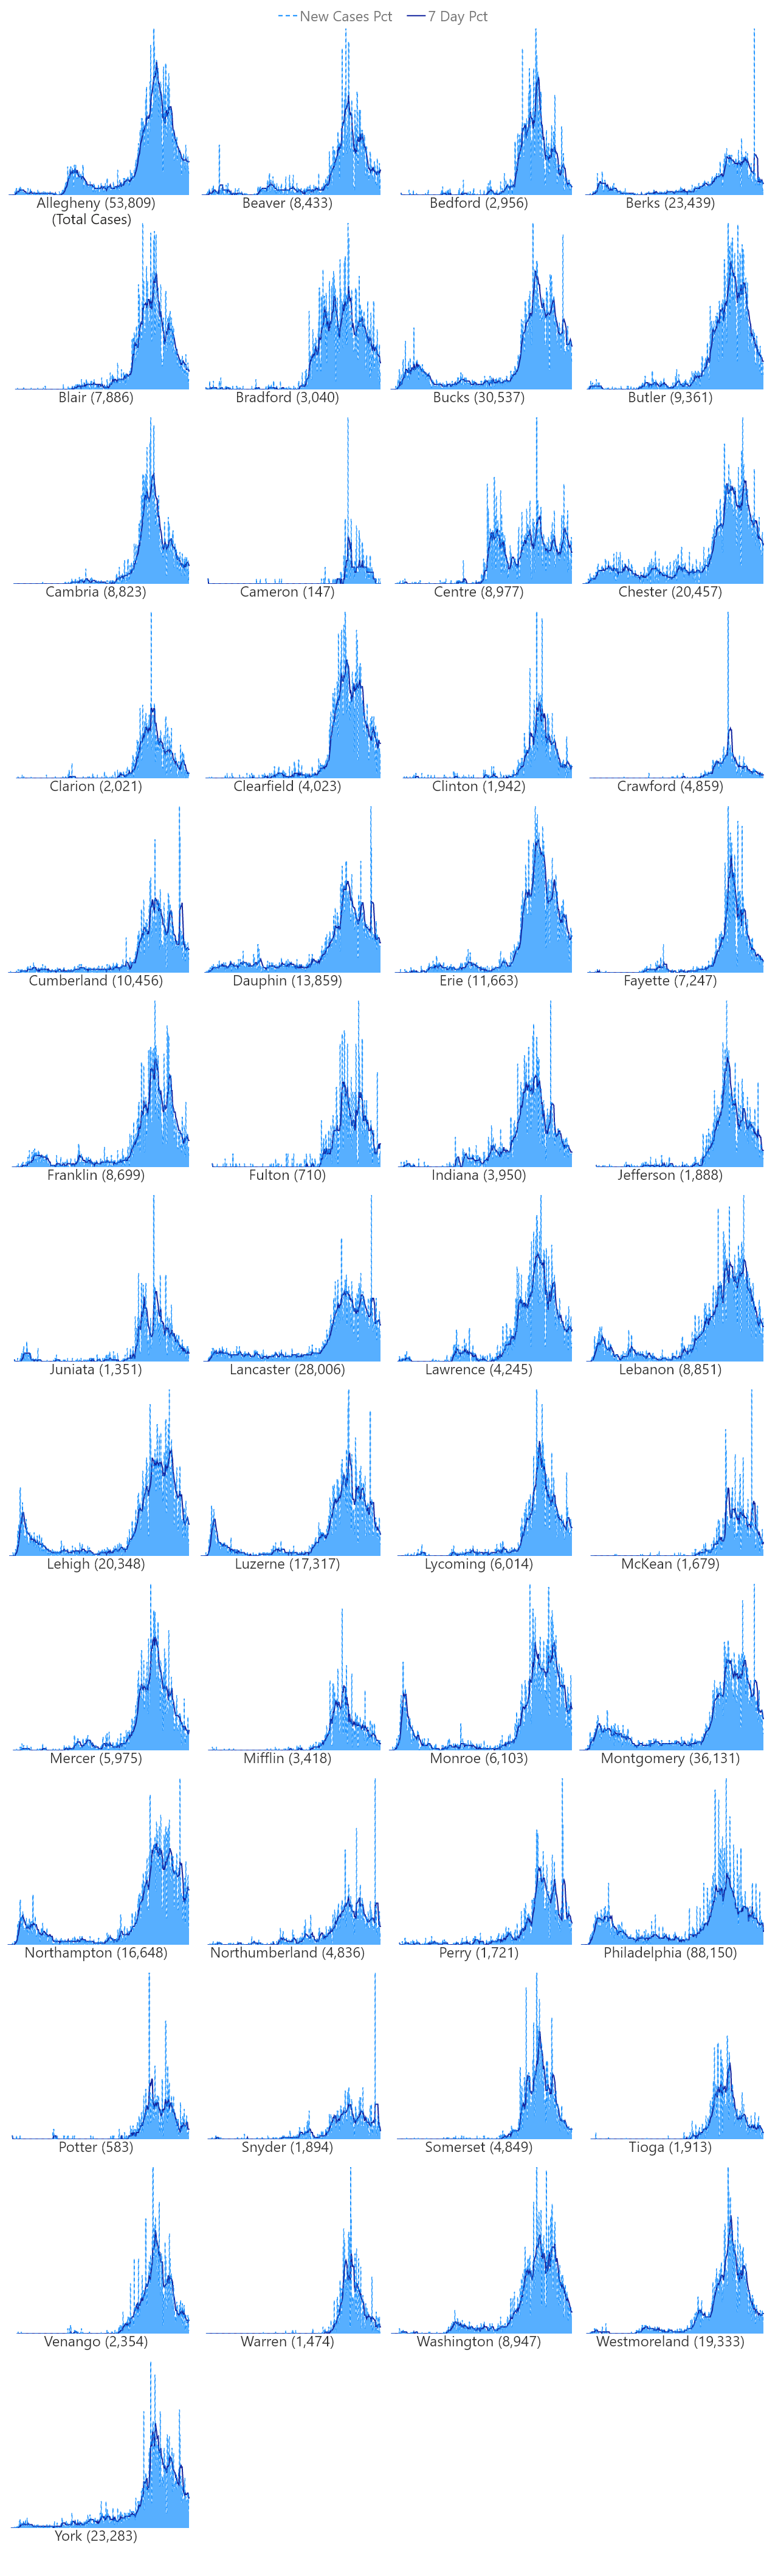 New Cases Pct 7 Day Pct
Allegheny (53,809) Beaver (8,433) Bedford (2,956) Berks (23,439)
(Total Cases)
Blair (7,886) Bradford (3,040) Bucks (30,537) Butler (9,361)
Cambria (8,823) Cameron (147) Centre (8,977) Chester (20,457)
Clarion (2,021) Clearfield (4,023) Clinton (1,942) Crawford (4,859)
Cumberland (10,456) Dauphin (13,859) Erie (11,663) Fayette (7,247)
Franklin (8,699) Fulton (710) Indiana (3,950) Jefferson (1,888)
Juniata (1,351) Lancaster (28,006) Lawrence (4,245) Lebanon (8,851)
Lehigh (20,348) Luzerne (17,317) Lycoming (6,014) McKean (1,679)
Mercer (5,975) Mifflin (3,418) Monroe (6,103) Montgomery (36,131)
Northampton (16,648) Northumberland (4,836) Perry (1,721) Philadelphia (88,150)
Potter (583) Snyder (1,894) Somerset (4,849) Tioga (1,913)
Venango (2,354) Warren (1,474) Washington (8,947) Westmoreland (19,333)
York (23,283)